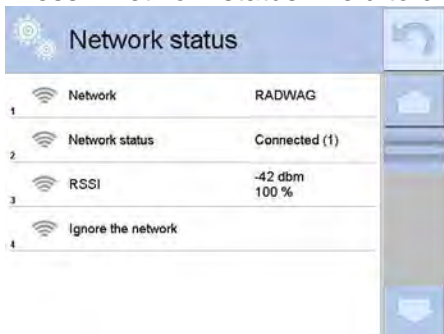 Network status
Network RADWAG
1
Network status Connected (1)
2
RSSI -42 dbm
100 %
3
Ignore the network
4